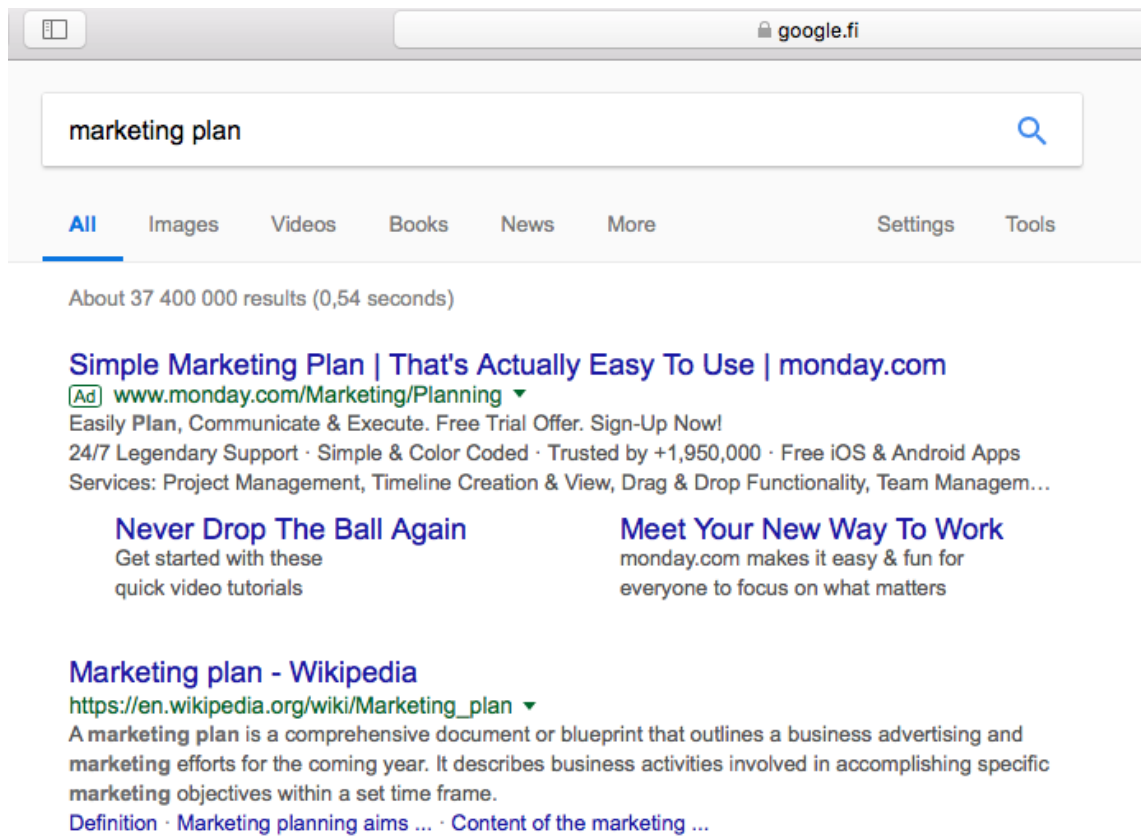 google.fi
marketing plan
All Images Videos Books News More Settings Tools
About 37 400 000 results (0,54 seconds)
Simple Marketing Plan | That's Actually Easy To Use | monday.com
Ad www.monday.com/Marketing/Planning
Easily Plan, Communicate & Execute. Free Trial Offer. Sign-Up Now!
24/7 Legendary Support · Simple & Color Coded · Trusted by +1,950,000 · Free iOS & Android Apps
Services: Project Management, Timeline Creation & View, Drag & Drop Functionality, Team Managem…
Never Drop The Ball Again
Get started with these
quick video tutorials
Meet Your New Way To Work
monday.com makes it easy & fun for
everyone to focus on what matters
Marketing plan - Wikipedia
https://en.wikipedia.org/wiki/Marketing_plan
A marketing plan is a comprehensive document or blueprint that outlines a business advertising and
marketing efforts for the coming year. It describes business activities involved in accomplishing specific
marketing objectives within a set time frame.
Definition · Marketing planning aims ... · Content of the marketing ...